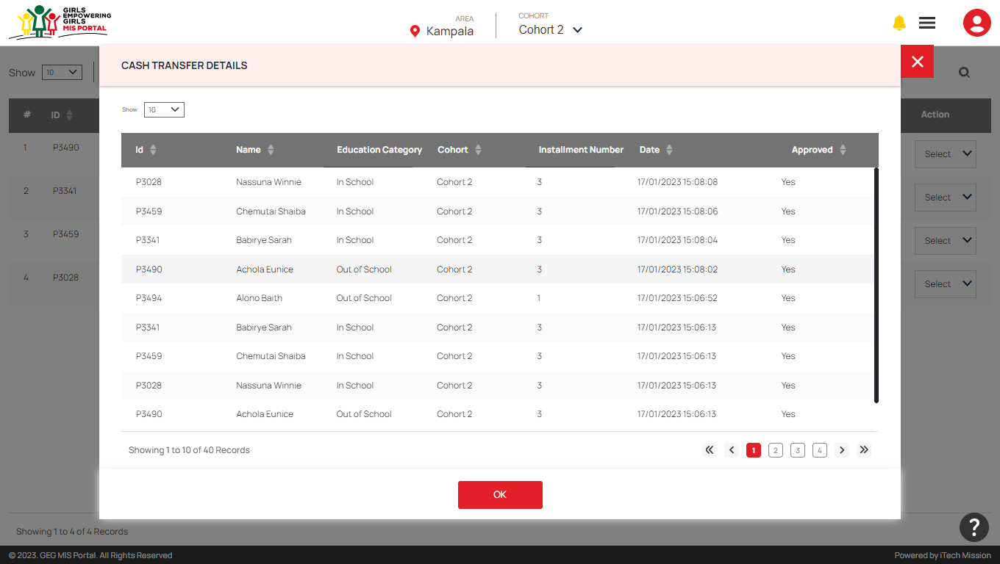 GIRLS
EMPOWERING
GIRLS
MIS PORTAL
AREA
Kampala
COHORT
Cohort 2
CASH TRANSFER DETAILS
Show 10
Show 10
# ID Action
Id Name Education Category Cohort Installment Number Date Approved
P3028 Nassuna Winnie In School Cohort 2 3 17/01/2023 15:08:08 Yes
P3459 Chemutai Shaiba In School Cohort 2 3 17/01/2023 15:08:06 Yes
P3341 Babirye Sarah In School Cohort 2 3 17/01/2023 15:08:04 Yes
P3490 Achola Eunice Out of School Cohort 2 3 17/01/2023 15:08:02 Yes
P3494 Alono Baith Out of School Cohort 2 1 17/01/2023 15:06:52 Yes
P3341 Babirye Sarah In School Cohort 2 3 17/01/2023 15:06:13 Yes
P3459 Chemutai Shaiba In School Cohort 2 3 17/01/2023 15:06:13 Yes
P3028 Nassuna Winnie In School Cohort 2 3 17/01/2023 15:06:13 Yes
P3490 Achola Eunice Out of School Cohort 2 3 17/01/2023 15:06:13 Yes
Showing 1 to 10 of 40 Records
1 2 3 4
OK
1 P3490 Select
2 P3341 Select
3 P3459 Select
4 P3028 Select
Showing 1 to 4 of 4 Records
?
© 2023. GEG MIS Portal. All Rights Reserved
Powered by iTech Mission